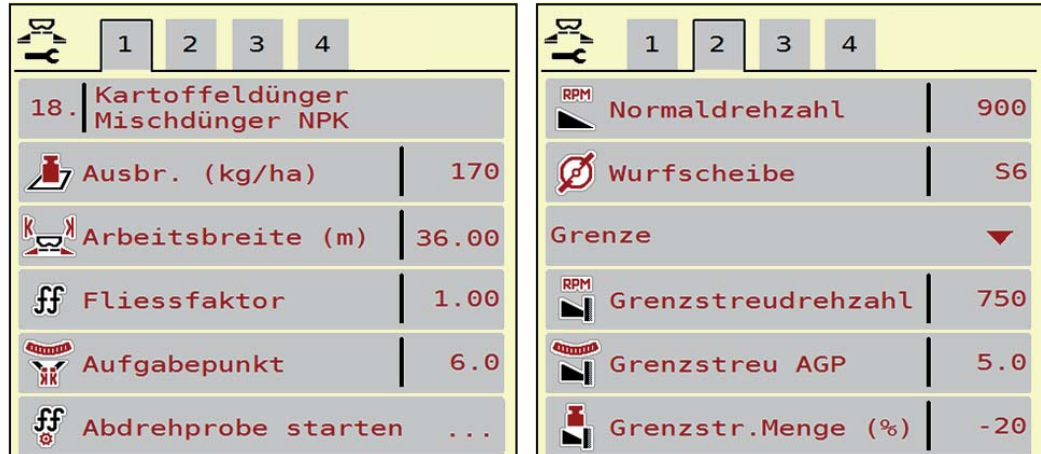 1 2 3 4
18. Kartoffeldünger
Mischdünger NPK
Ausbr. (kg/ha) 170
Arbeitsbreite (m) 36.00
ff Fliessfaktor 1.00
Aufgabepunkt 6.0
ff Abdrehprobe starten ...
1 2 3 4
RPM Normaldrehzahl 900
Wurfscheibe S6
Grenze
RPM Grenzstreudrehzahl 750
Grenzstreu AGP 5.0
Grenzstr.Menge (%) -20